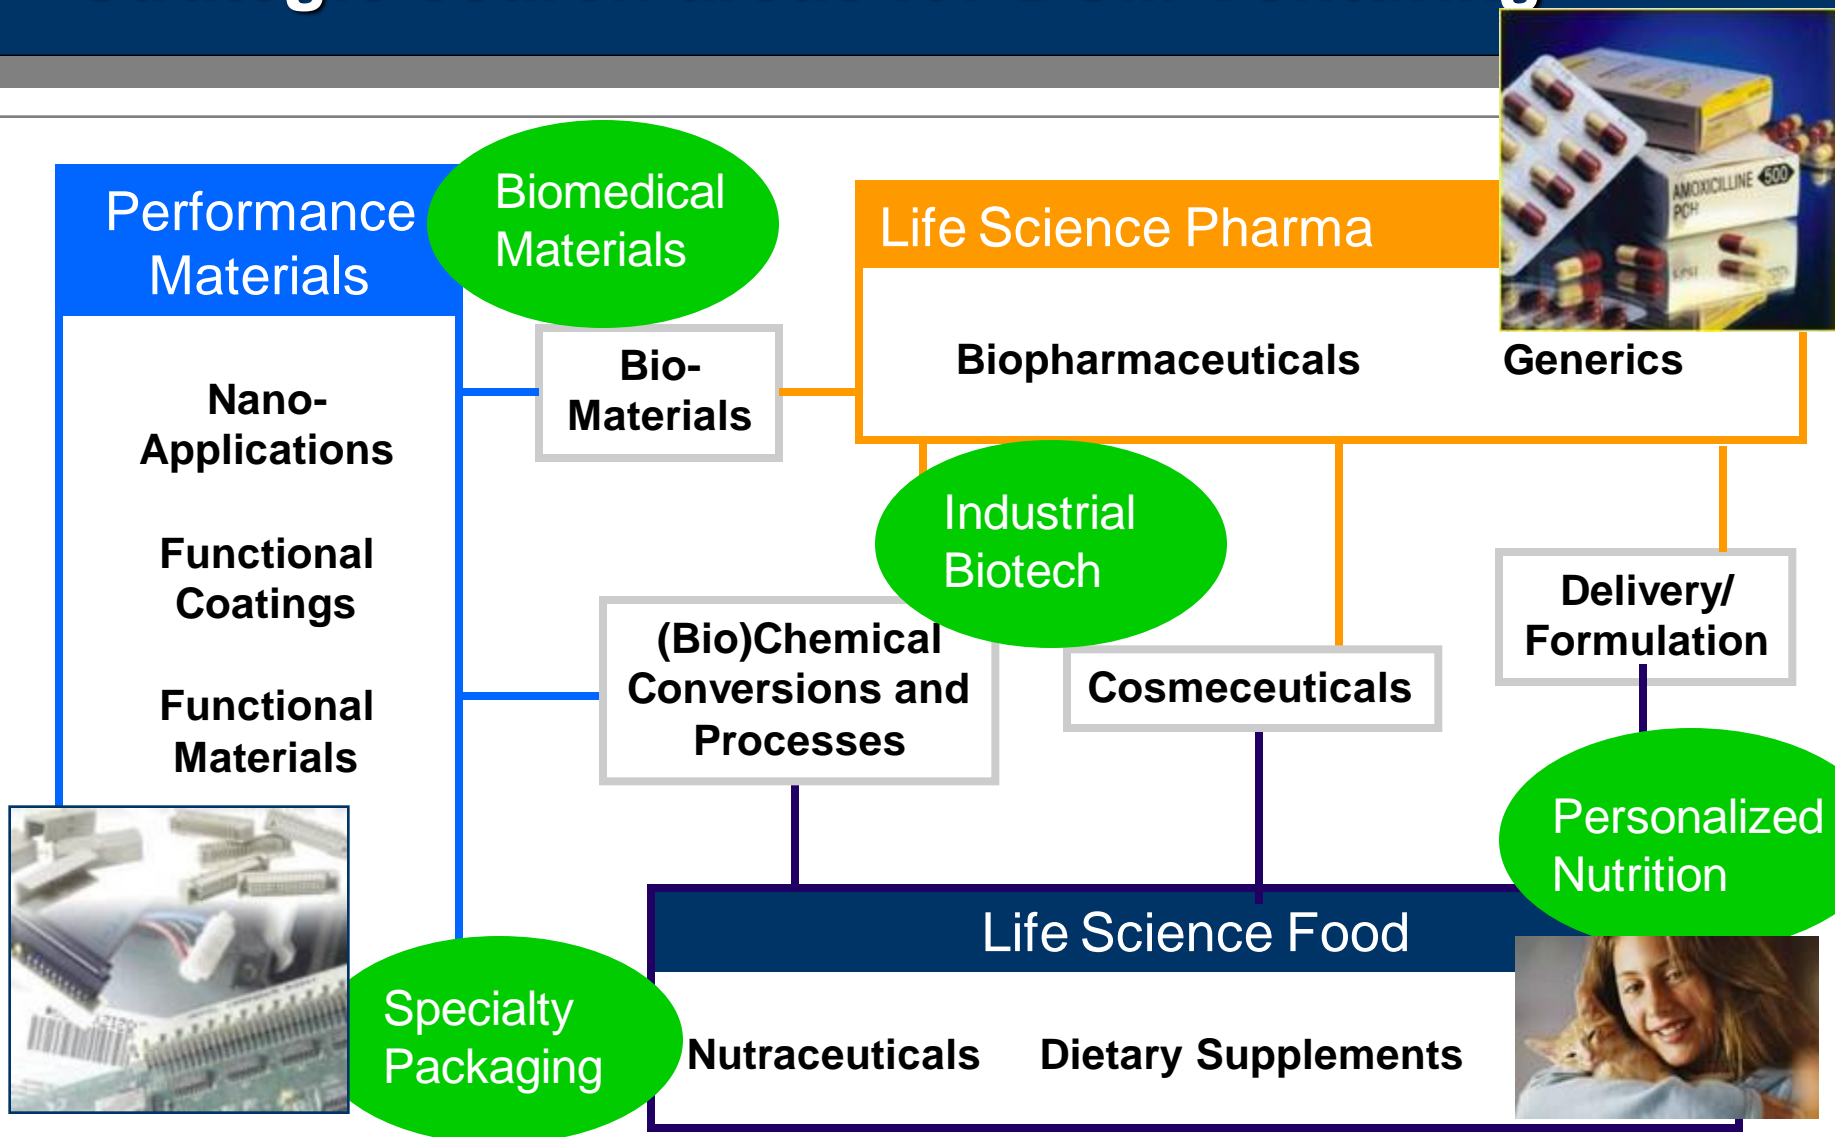 Performance
Materials
Biomedical
Materials
Life Science Pharma
AMOXICILLINE 500
PCH
Bio-
Materials
Biopharmaceuticals
Generics
Nano-
Applications
Functional
Coatings
Functional
Materials
Industrial
Biotech
(Bio)Chemical
Conversions and
Processes
Cosmeceuticals
Delivery/
Formulation
Personalized
Nutrition
Life Science Food
Specialty
Packaging
Nutraceuticals
Dietary Supplements